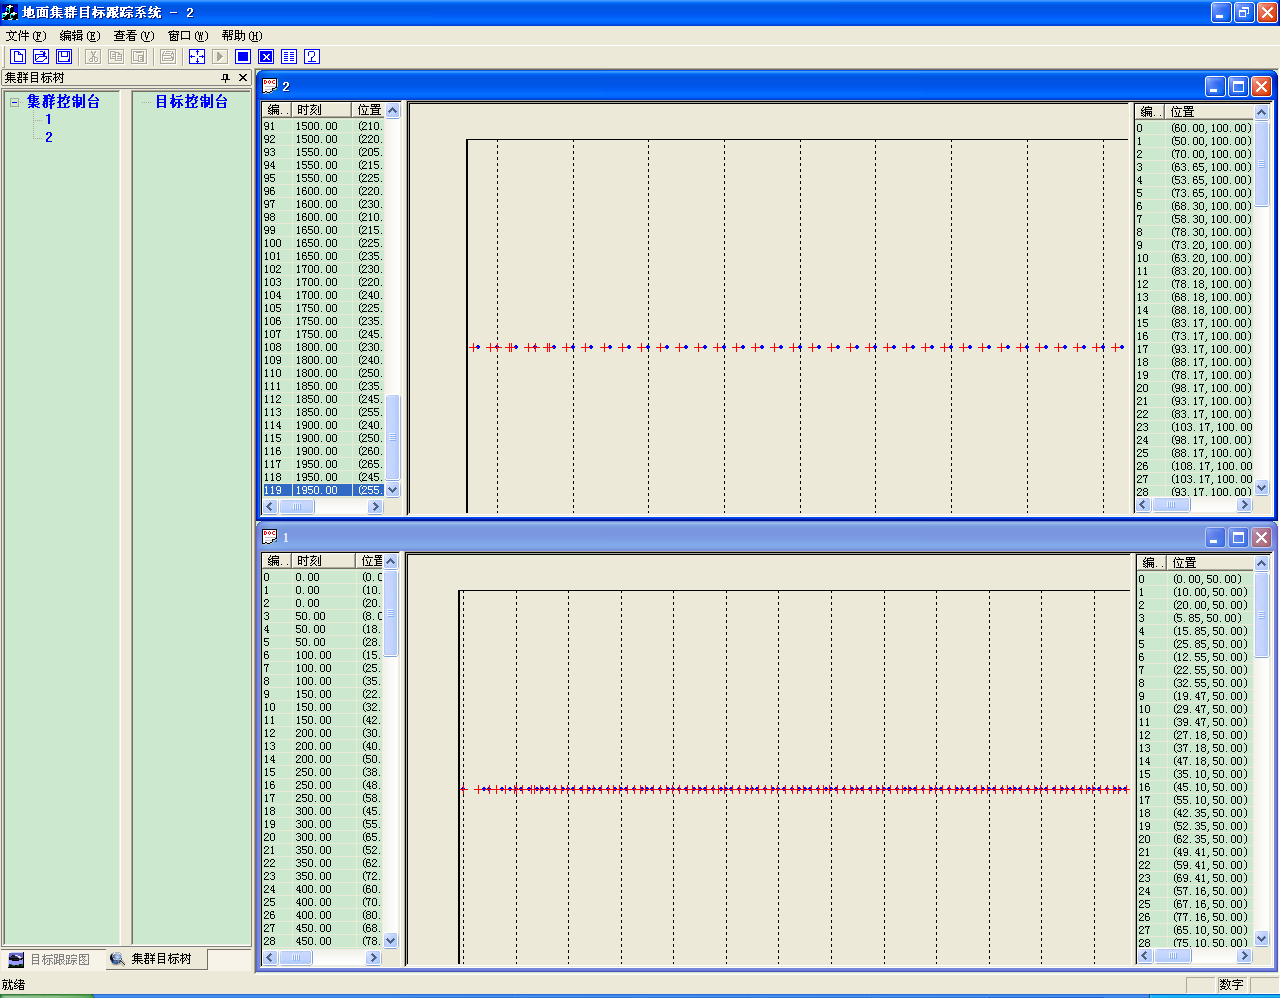 地面集群目标跟踪系统 - 2
文件(F) 编辑(E) 查看(V) 窗口(W) 帮助(H)
集群目标树
集群控制台
1
2
目标控制台
目标跟踪图 集群目标树
2
编.. 时刻 位置
91 1500.00 (210.
92 1500.00 (220.
93 1550.00 (205.
94 1550.00 (215.
95 1550.00 (225.
96 1600.00 (220.
97 1600.00 (230.
98 1600.00 (210.
99 1650.00 (215.
100 1650.00 (225.
101 1650.00 (235.
102 1700.00 (230.
103 1700.00 (220.
104 1700.00 (240.
105 1750.00 (225.
106 1750.00 (235.
107 1750.00 (245.
108 1800.00 (230.
109 1800.00 (240.
110 1800.00 (250.
111 1850.00 (235.
112 1850.00 (245.
113 1850.00 (255.
114 1900.00 (240.
115 1900.00 (250.
116 1900.00 (260.
117 1950.00 (265.
118 1950.00 (245.
119 1950.00 (255.
编.. 位置
0 (60.00,100.00)
1 (50.00,100.00)
2 (70.00,100.00)
3 (63.65,100.00)
4 (53.65,100.00)
5 (73.65,100.00)
6 (68.30,100.00)
7 (58.30,100.00)
8 (78.30,100.00)
9 (73.20,100.00)
10 (63.20,100.00)
11 (83.20,100.00)
12 (78.18,100.00)
13 (68.18,100.00)
14 (88.18,100.00)
15 (83.17,100.00)
16 (73.17,100.00)
17 (93.17,100.00)
18 (88.17,100.00)
19 (78.17,100.00)
20 (98.17,100.00)
21 (93.17,100.00)
22 (83.17,100.00)
23 (103.17,100.00
24 (98.17,100.00)
25 (88.17,100.00)
26 (108.17,100.00
27 (103.17,100.00
28 (93.17,100.00)
1
编.. 时刻 位置
0 0.00 (0.0
1 0.00 (10.
2 0.00 (20.
3 50.00 (8.0
4 50.00 (18.
5 50.00 (28.
6 100.00 (15.
7 100.00 (25.
8 100.00 (35.
9 150.00 (22.
10 150.00 (32.
11 150.00 (42.
12 200.00 (30.
13 200.00 (40.
14 200.00 (50.
15 250.00 (38.
16 250.00 (48.
17 250.00 (58.
18 300.00 (45.
19 300.00 (55.
20 300.00 (65.
21 350.00 (52.
22 350.00 (62.
23 350.00 (72.
24 400.00 (60.
25 400.00 (70.
26 400.00 (80.
27 450.00 (68.
28 450.00 (78.
编.. 位置
0 (0.00,50.00)
1 (10.00,50.00)
2 (20.00,50.00)
3 (5.85,50.00)
4 (15.85,50.00)
5 (25.85,50.00)
6 (12.55,50.00)
7 (22.55,50.00)
8 (32.55,50.00)
9 (19.47,50.00)
10 (29.47,50.00)
11 (39.47,50.00)
12 (27.18,50.00)
13 (37.18,50.00)
14 (47.18,50.00)
15 (35.10,50.00)
16 (45.10,50.00)
17 (55.10,50.00)
18 (42.35,50.00)
19 (52.35,50.00)
20 (62.35,50.00)
21 (49.41,50.00)
22 (59.41,50.00)
23 (69.41,50.00)
24 (57.16,50.00)
25 (67.16,50.00)
26 (77.16,50.00)
27 (65.10,50.00)
28 (75.10,50.00)
就绪 数字